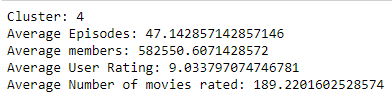 Cluster: 4
Average Episodes: 47.142857142857146
Average members: 582550.6071428572
Average User Rating: 9.033797074746781
Average Number of movies rated: 189.2201602528574